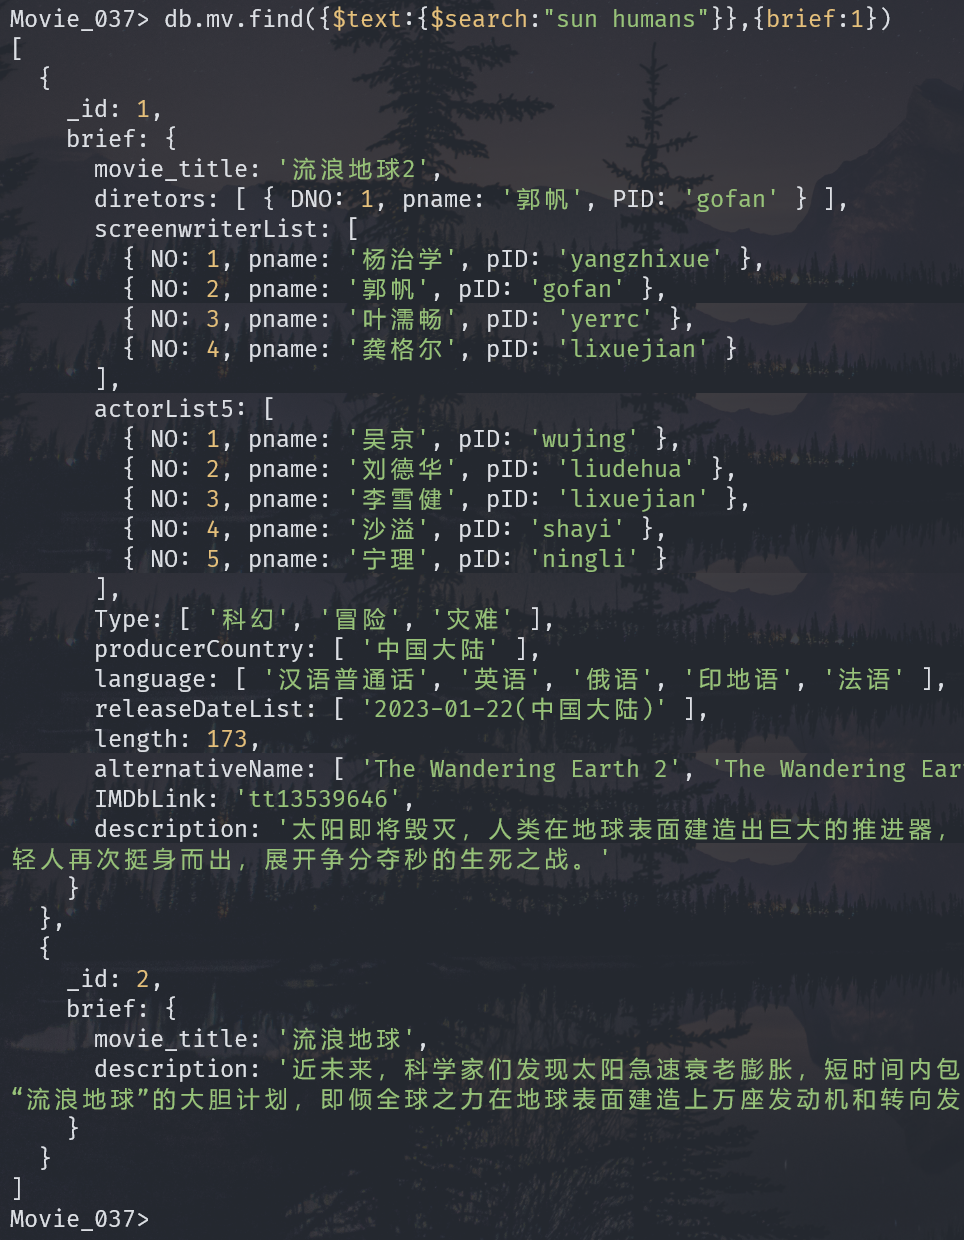 Movie_037> db.mv.find({$text:{$search:"sun humans"}},{brief:1})
[
  {
    _id: 1,
    brief: {
      movie_title: '流浪地球2',
      diretors: [ { DNO: 1, pname: '郭帆', PID: 'gofan' } ],
      screenwriterList: [
        { NO: 1, pname: '杨治学', pID: 'yangzhixue' },
        { NO: 2, pname: '郭帆', pID: 'gofan' },
        { NO: 3, pname: '叶濡畅', pID: 'yerrc' },
        { NO: 4, pname: '龚格尔', pID: 'lixuejian' }
      ],
      actorList5: [
        { NO: 1, pname: '吴京', pID: 'wujing' },
        { NO: 2, pname: '刘德华', pID: 'liudehua' },
        { NO: 3, pname: '李雪健', pID: 'lixuejian' },
        { NO: 4, pname: '沙溢', pID: 'shayi' },
        { NO: 5, pname: '宁理', pID: 'ningli' }
      ],
      Type: [ '科幻', '冒险', '灾难' ],
      producerCountry: [ '中国大陆' ],
      language: [ '汉语普通话', '英语', '俄语', '印地语', '法语' ],
      releaseDateList: [ '2023-01-22(中国大陆)' ],
      length: 173,
      alternativeName: [ 'The Wandering Earth 2', 'The Wandering Ear
      IMDbLink: 'tt13539646',
      description: '太阳即将毁灭，人类在地球表面建造出巨大的推进器，
轻人再次挺身而出，展开争分夺秒的生死之战。'
    }
  },
  {
    _id: 2,
    brief: {
      movie_title: '流浪地球',
      description: '近未来，科学家们发现太阳急速衰老膨胀，短时间内包
“流浪地球”的大胆计划，即倾全球之力在地球表面建造上万座发动机和转向发
    }
  }
]
Movie_037>